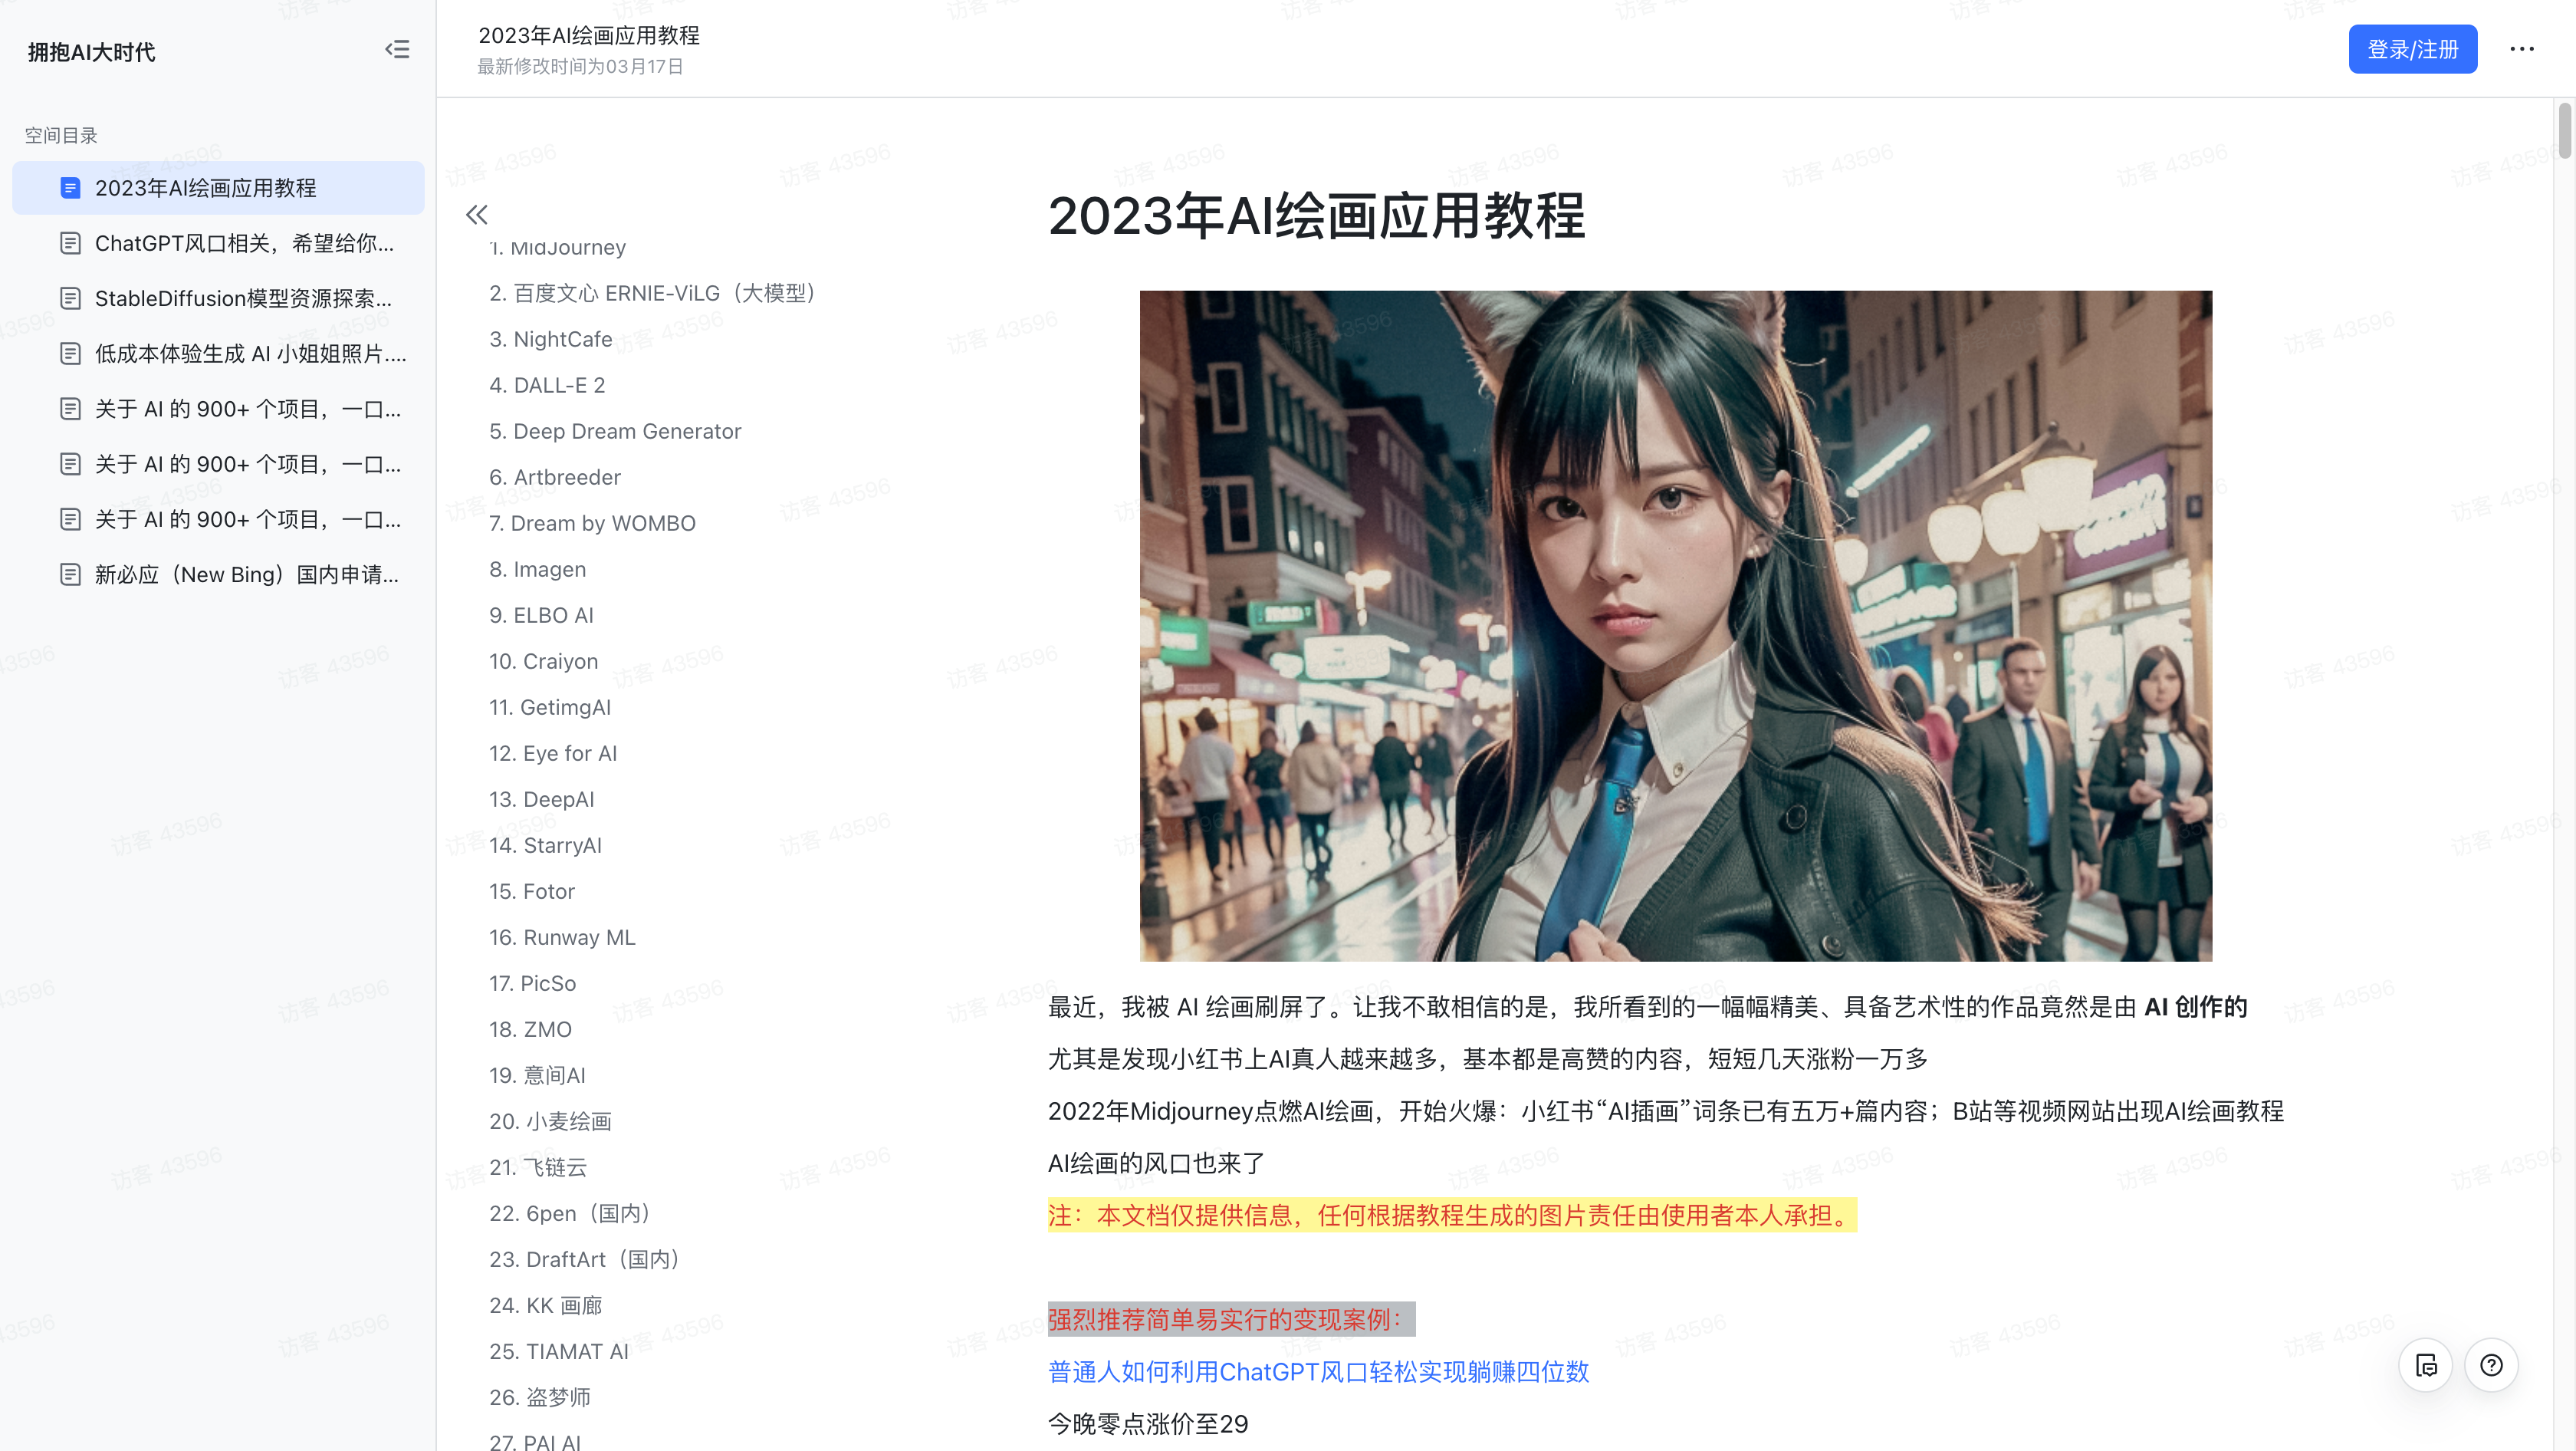 拥抱AI大时代
空间目录
2023年AI绘画应用教程
ChatGPT风口相关，希望给你...
StableDiffusion模型资源探索...
低成本体验生成 AI 小姐姐照片....
关于 AI 的 900+ 个项目，一口...
关于 AI 的 900+ 个项目，一口...
关于 AI 的 900+ 个项目，一口...
新必应（New Bing）国内申请...
2023年AI绘画应用教程
最新修改时间为03月17日
登录/注册
1. MidJourney
2. 百度文心 ERNIE-ViLG（大模型）
3. NightCafe
4. DALL-E 2
5. Deep Dream Generator
6. Artbreeder
7. Dream by WOMBO
8. Imagen
9. ELBO AI
10. Craiyon
11. GetimgAI
12. Eye for AI
13. DeepAI
14. StarryAI
15. Fotor
16. Runway ML
17. PicSo
18. ZMO
19. 意间AI
20. 小麦绘画
21. 飞链云
22. 6pen（国内）
23. DraftArt（国内）
24. KK 画廊
25. TIAMAT AI
26. 盗梦师
27. PAI AI
2023年AI绘画应用教程
最近，我被 AI 绘画刷屏了。让我不敢相信的是，我所看到的一幅幅精美、具备艺术性的作品竟然是由 AI 创作的
尤其是发现小红书上AI真人越来越多，基本都是高赞的内容，短短几天涨粉一万多
2022年Midjourney点燃AI绘画，开始火爆：小红书“AI插画”词条已有五万+篇内容；B站等视频网站出现AI绘画教程
AI绘画的风口也来了
注：本文档仅提供信息，任何根据教程生成的图片责任由使用者本人承担。
强烈推荐简单易实行的变现案例：
普通人如何利用ChatGPT风口轻松实现躺赚四位数
今晚零点涨价至29
访客 43596